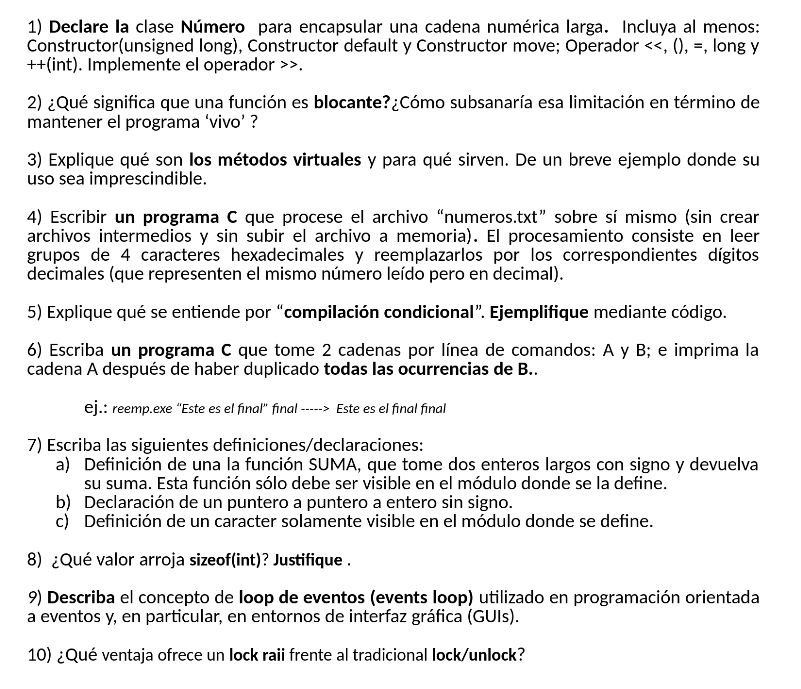 1) Declare la clase Número para encapsular una cadena numérica larga. Incluya al menos:
Constructor(unsigned long), Constructor default y Constructor move; Operador <<, (), =, long y
++(int). Implemente el operador >>.
2) ¿Qué significa que una función es blocante?¿Cómo subsanaría esa limitación en término de
mantener el programa ‘vivo’ ?
3) Explique qué son los métodos virtuales y para qué sirven. De un breve ejemplo donde su
uso sea imprescindible.
4) Escribir un programa C que procese el archivo “numeros.txt” sobre sí mismo (sin crear
archivos intermedios y sin subir el archivo a memoria). El procesamiento consiste en leer
grupos de 4 caracteres hexadecimales y reemplazarlos por los correspondientes dígitos
decimales (que representen el mismo número leído pero en decimal).
5) Explique qué se entiende por “compilación condicional”. Ejemplifique mediante código.
6) Escriba un programa C que tome 2 cadenas por línea de comandos: A y B; e imprima la
cadena A después de haber duplicado todas las ocurrencias de B..
ej.: reemp.exe “Este es el final” final -----> Este es el final final
7) Escriba las siguientes definiciones/declaraciones:
a) Definición de una la función SUMA, que tome dos enteros largos con signo y devuelva
su suma. Esta función sólo debe ser visible en el módulo donde se la define.
b) Declaración de un puntero a puntero a entero sin signo.
c) Definición de un caracter solamente visible en el módulo donde se define.
8) ¿Qué valor arroja sizeof(int)? Justifique .
9) Describa el concepto de loop de eventos (events loop) utilizado en programación orientada
a eventos y, en particular, en entornos de interfaz gráfica (GUIs).
10) ¿Qué ventaja ofrece un lock raii frente al tradicional lock/unlock?